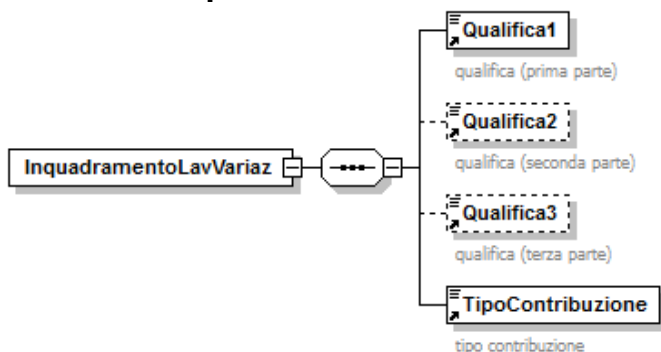 Qualifica1
qualifica (prima parte)
Qualifica2
qualifica (seconda parte)
InquadramentoLavVariaz
Qualifica3
qualifica (terza parte)
TipoContribuzione
tipo contribuzione